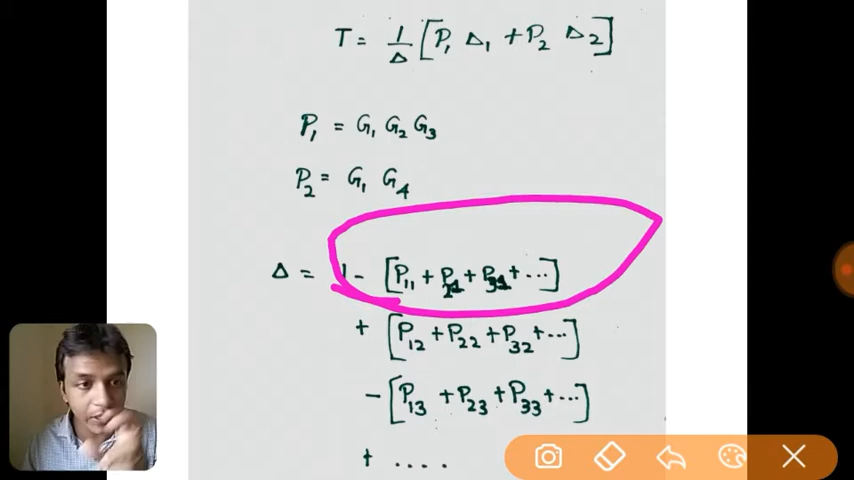 T = 1/Δ [P₁ Δ₁ + P₂ Δ₂]
P₁ = G₁ G₂ G₃
P₂ = G₁ G₄
Δ = 1 - [P₁₁ + P₂₁ + P₃₁ + ...]
+ [P₁₂ + P₂₂ + P₃₂ + ...]
- [P₁₃ + P₂₃ + P₃₃ + ...]
+ ....